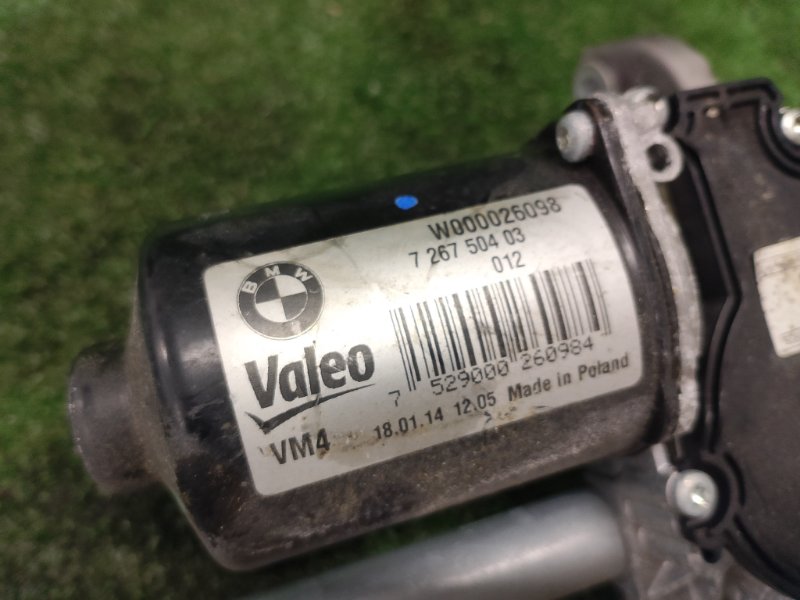 W000026098
7 267 504 03
012
BMW
Valeo
7 529000 260984
VM4 18.01.14 12.05 Made in Poland